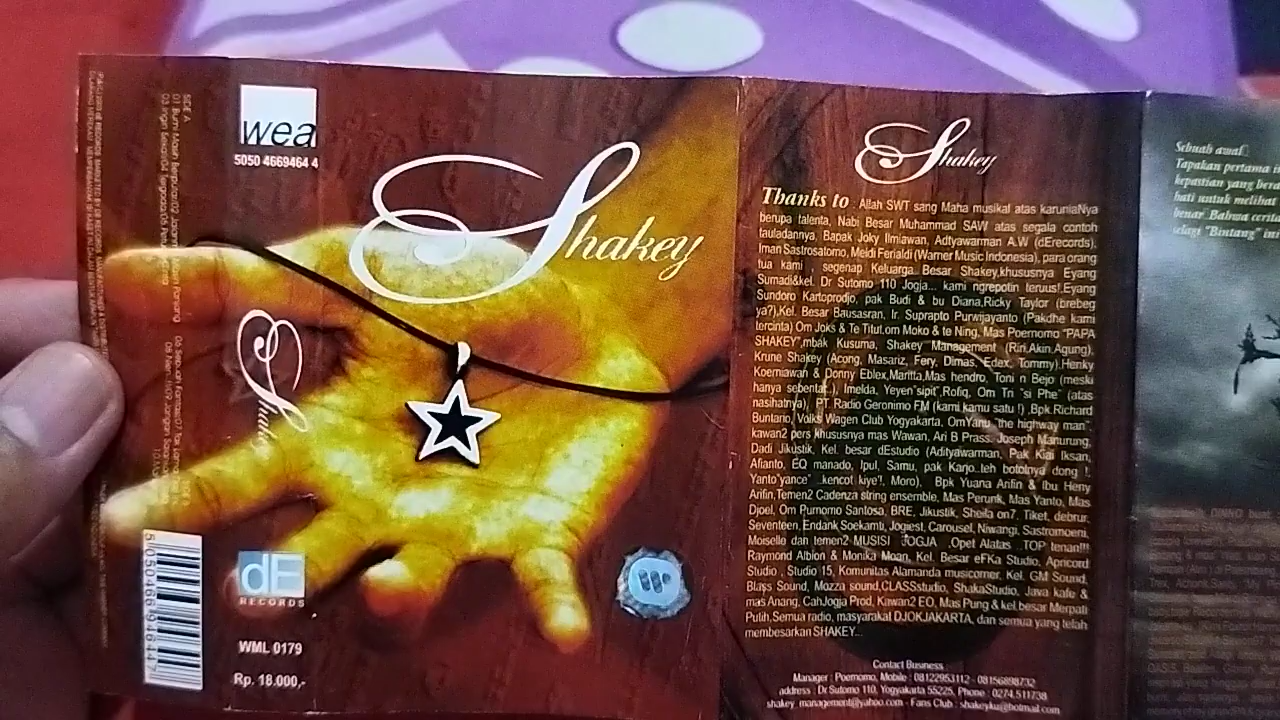 wea
5050 4669464 4
Shakey
SIDE A
Shakey
dE
RECORDS
WML 0179
Rp. 18.000,-
Shakey
Thanks to : Allah SWT sang Maha musikal atas karuniaNya
berupa talenta, Nabi Besar Muhammad SAW atas segala contoh
tauladannya, Bapak Joky Ilmiawan, Adtyawarman A.W (dErecords),
Iman Sastrosatomo, Meldi Ferialdi (Warner Music Indonesia), para orang
tua kami , segenap Keluarga Besar Shakey,khususnya Eyang
Sumadi&kel. Dr Sutomo 110 Jogja... kami ngrepotin teruus!,Eyang
Sundoro Kartoprodjo, pak Budi & bu Diana,Ricky Taylor (brebeg
ya?),Kel. Besar Bausasran, Ir. Suprapto Purwijayanto (Pakdhe kami
tercinta) Om Joks & Te Titut,om Moko & te Ning, Mas Poernomo "PAPA
SHAKEY",mbak Kusuma, Shakey Management (Riri,Akin,Agung),
Krune Shakey (Acong, Masariz, Fery, Dimas, Edex, Tommy),Henky
Koerniawan & Donny Eblex,Maritta,Mas hendro, Toni n Bejo (meski
hanya sebentar..), Imelda, Yeyen"sipit",Rofiq, Om Tri "si Phe" (atas
nasihatnya), PT. Radio Geronimo FM (kami kamu satu !) ,Bpk.Richard
Buntario, Volks Wagen Club Yogyakarta, OmYanu "the highway man",
kawan2 pers khususnya mas Wawan, Ari B Prass. Joseph Manurung,
Dadi Jikustik, Kel. besar dEstudio (Adityawarman, Pak Kiai Iksan,
Afianto, EQ manado, Ipul, Samu, pak Karjo..teh botolnya dong !,
Yanto"yance" ..kencot kiye'!, Moro), Bpk Yuana Arifin & Ibu Heny
Arifin,Temen2 Cadenza string ensemble, Mas Perunk, Mas Yanto, Mas
Djoel, Om Purnomo Santosa, BRE, Jikustik, Sheila on7, Tiket, debrur,
Seventeen, Endank Soekamti, Jogiest, Carousel, Niwangi, Sastromoeni,
Moiselle dan temen2 MUSISI JOGJA ,Opet Alatas ..TOP tenan!!!
Raymond Albion & Monika Moan, Kel. Besar eFKa Studio, Apricord
Studio , Studio 15, Komunitas Alamanda musicorner, Kel. GM Sound,
Blass Sound, Mozza sound,CLASSstudio, ShakaStudio, Java kafe &
mas Anang, CahJogja Prod, Kawan2 EO, Mas Pung & kel.besar Merpati
Putih,Semua radio, masyarakat DJOKJAKARTA, dan semua yang telah
membesarkan SHAKEY...
Contact Business :
Manager : Poernomo, Mobile : 08122953112 - 08156898732
address : Dr.Sutomo 110, Yogyakarta 55225, Phone : 0274.511738
shakey_management@yahoo.com - Fans Club : shakeyku@hotmail.com
Sebuah awal
Tapakan pertama
kepastian yang
hati untuk melihat
benar. Bahwa
selagi "Bintang" ini